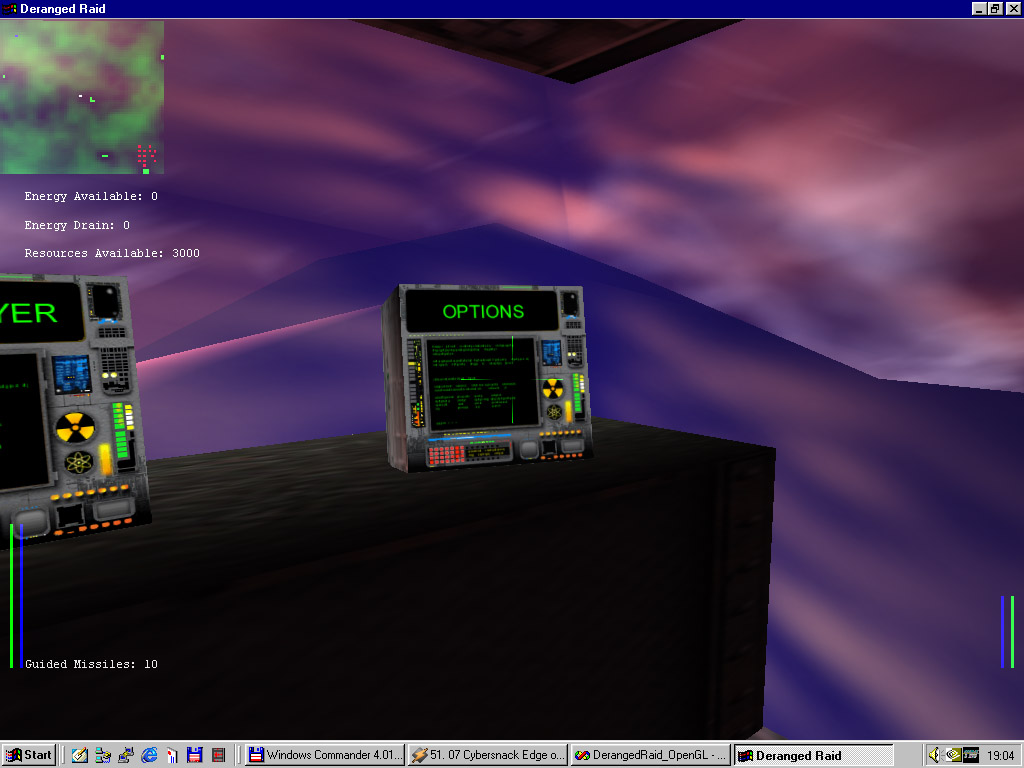 Deranged Raid
Energy Available: 0
Energy Drain: 0
Resources Available: 3000
YER
OPTIONS
Guided Missiles: 10
Start
Windows Commander 4.01...
51. 07 Cybersnack Edge o...
DerangedRaid_OpenGL - ...
Deranged Raid
19:04